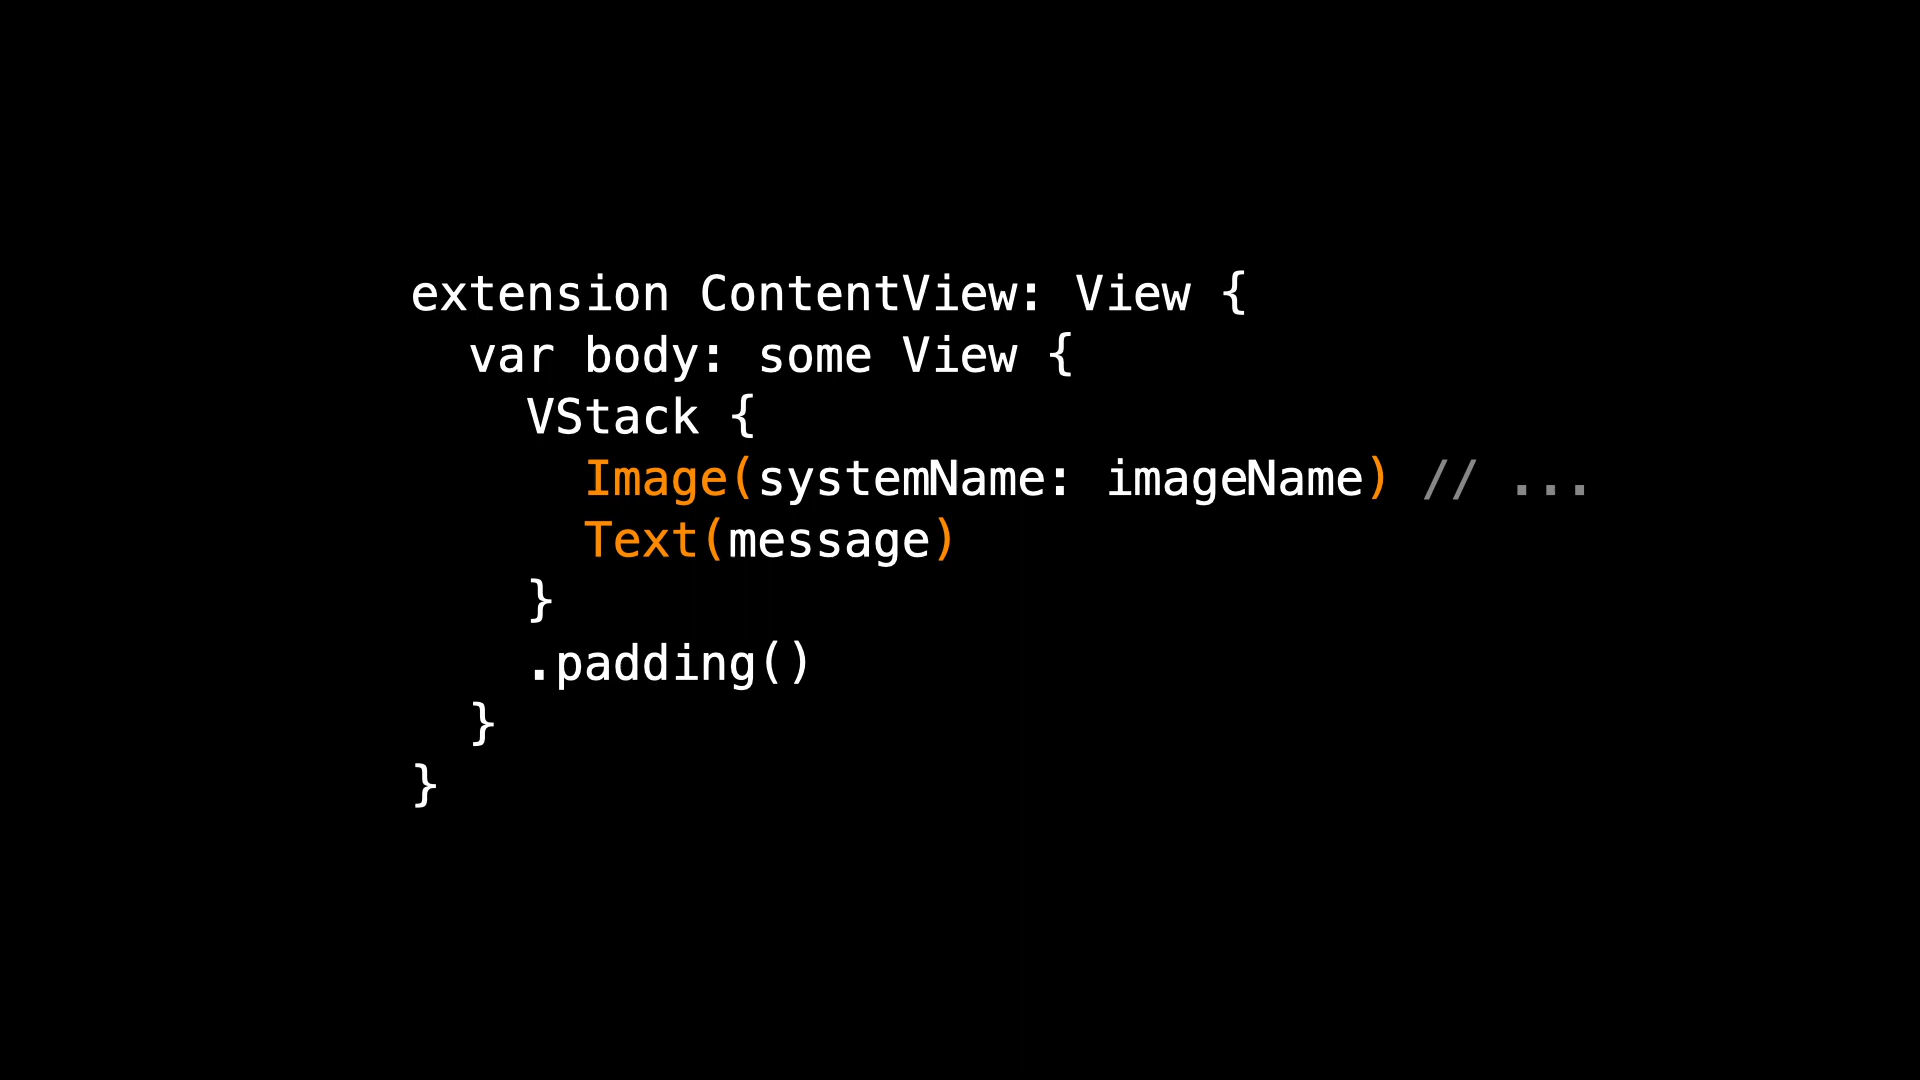 extension ContentView: View {
  var body: some View {
    VStack {
      Image(systemName: imageName) // ...
      Text(message)
    }
    .padding()
  }
}